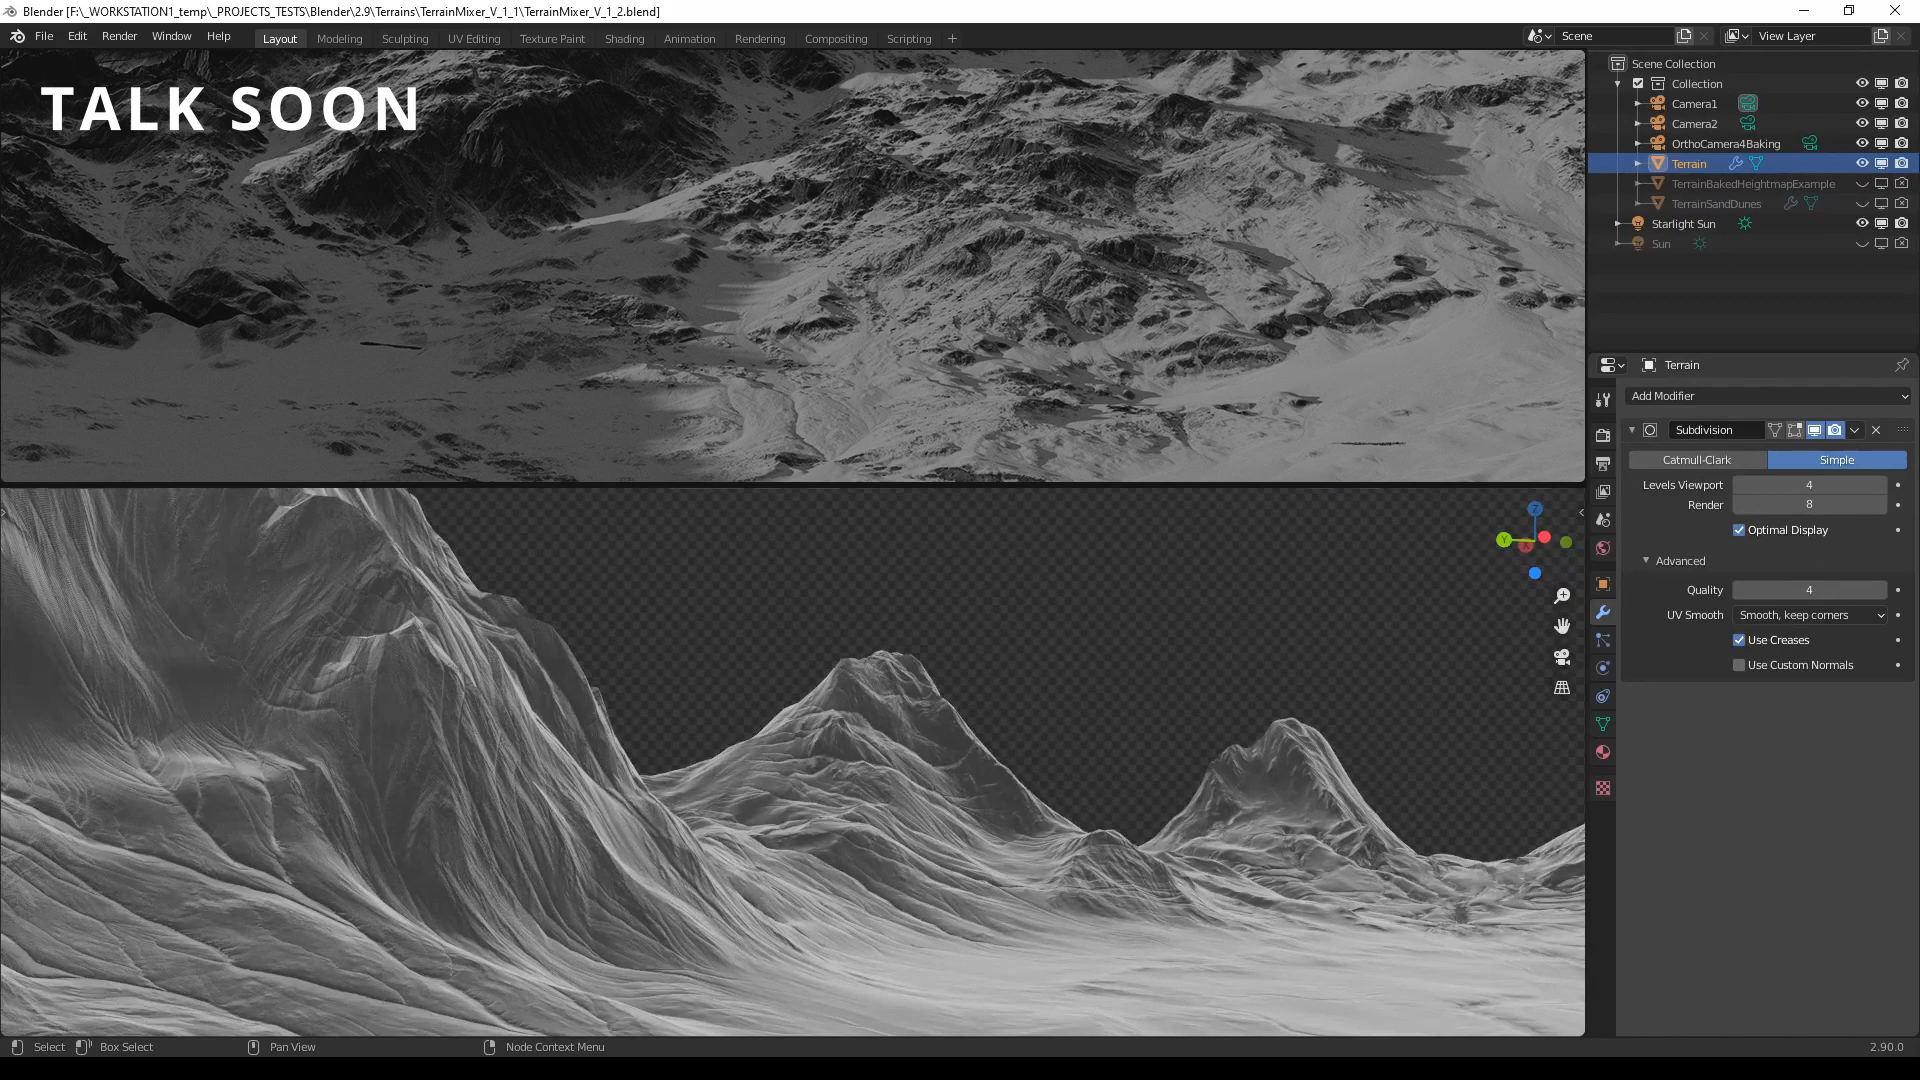 Blender [F:\_WORKSTATION1_temp\_PROJECTS_TESTS\Blender\2.9\Terrains\TerrainMixer_V_1_1\TerrainMixer_V_1_2.blend]
File Edit Render Window Help Layout Modeling Sculpting UV Editing Texture Paint Shading Animation Rendering Compositing Scripting + Scene View Layer
TALK SOON
Scene Collection
Collection
Camera1
Camera2
OrthoCamera4Baking
Terrain
TerrainBakedHeightmapExample
TerrainSandDunes
Starlight Sun
Sun
Terrain
Add Modifier
Subdivision
Catmull-Clark Simple
Levels Viewport 4
Render 8
Optimal Display
Advanced
Quality 4
UV Smooth Smooth, keep corners
Use Creases
Use Custom Normals
Z
Y
X
Select Box Select Pan View Node Context Menu 2.90.0